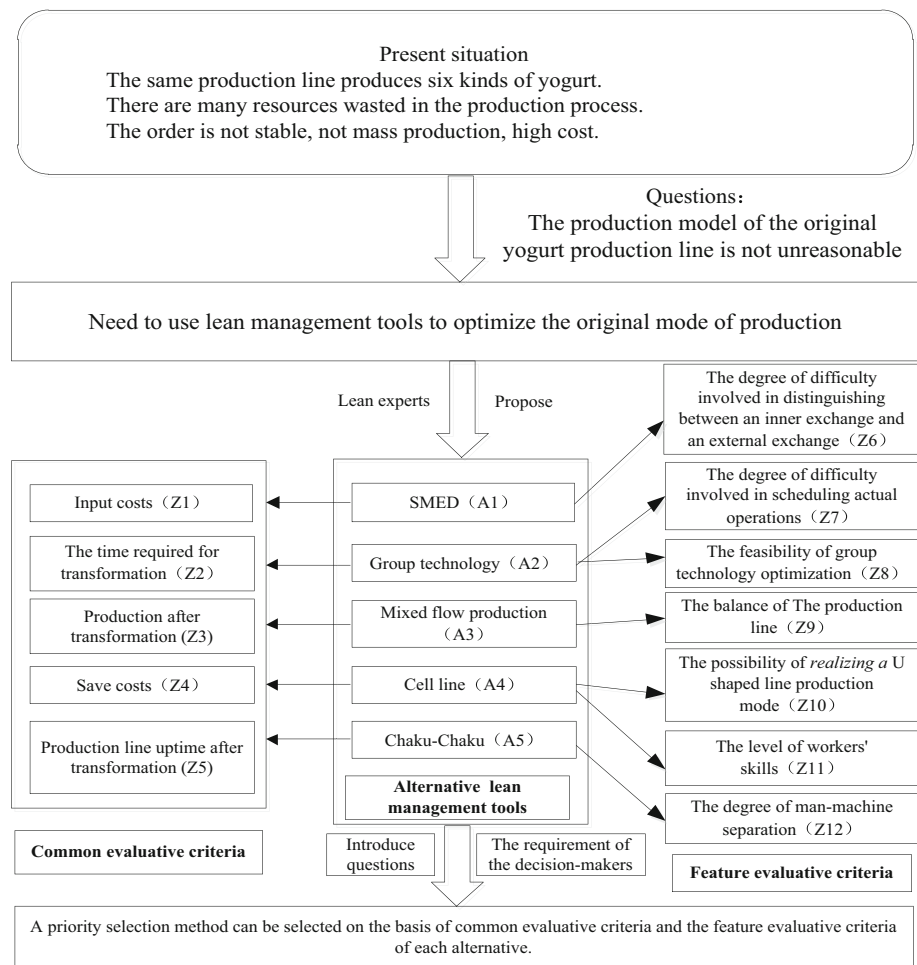 Present situation
The same production line produces six kinds of yogurt.
There are many resources wasted in the production process.
The order is not stable, not mass production, high cost.
Questions：
The production model of the original
yogurt production line is not unreasonable
Need to use lean management tools to optimize the original mode of production
Lean experts
Propose
Input costs（Z1）
The time required for
transformation（Z2）
Production after
transformation (Z3)
Save costs（Z4）
Production line uptime after
transformation (Z5)
Common evaluative criteria
SMED（A1）
Group technology（A2）
Mixed flow production
（A3）
Cell line（A4）
Chaku-Chaku（A5）
Alternative lean
management tools
The degree of difficulty
involved in distinguishing
between an inner exchange and
an external exchange（Z6）
The degree of difficulty
involved in scheduling actual
operations（Z7）
The feasibility of group
technology optimization（Z8）
The balance of The production
line（Z9）
The possibility of realizing a U
shaped line production
mode（Z10）
The level of workers'
skills（Z11）
The degree of man-machine
separation（Z12）
Feature evaluative criteria
Introduce
questions
The requirement of
the decision-makers
A priority selection method can be selected on the basis of common evaluative criteria and the feature evaluative criteria
of each alternative.